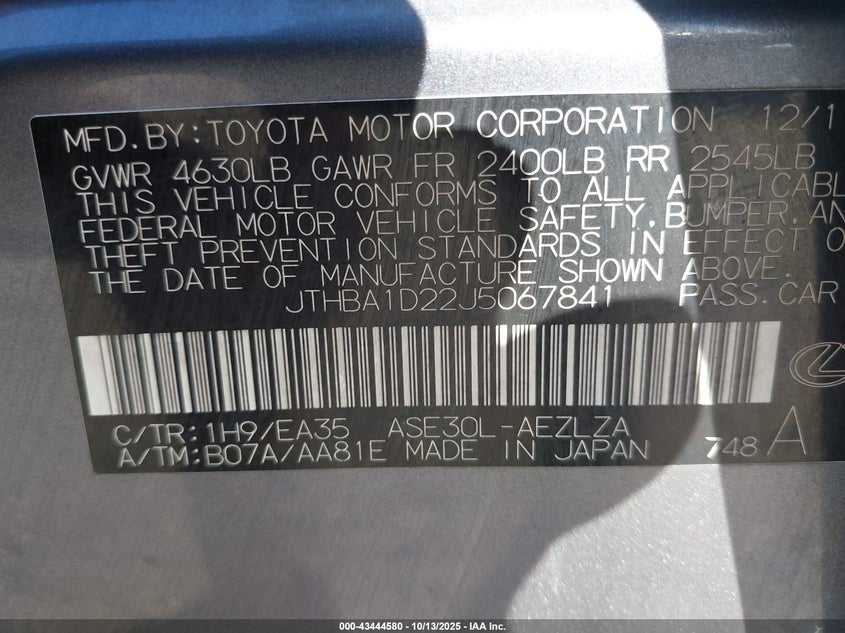 MFD.BY:TOYOTA MOTOR CORPORATION 12/1
GVWR 4630LB GAWR FR 2400LB RR 2545LB
THIS VEHICLE CONFORMS TO ALL APPLICABL
FEDERAL MOTOR VEHICLE SAFETY,BUMPER,AN
THEFT PREVENTION STANDARDS IN EFFECT O
THE DATE OF MANUFACTURE SHOWN ABOVE.
JTHBA1D22J5067841 PASS.CAR
C/TR:1H9/EA35 ASE30L-AEZLZA
A/TM:B07A/AA81E MADE IN JAPAN 748 A
000-43444580 - 10/13/2025 - IAA Inc.